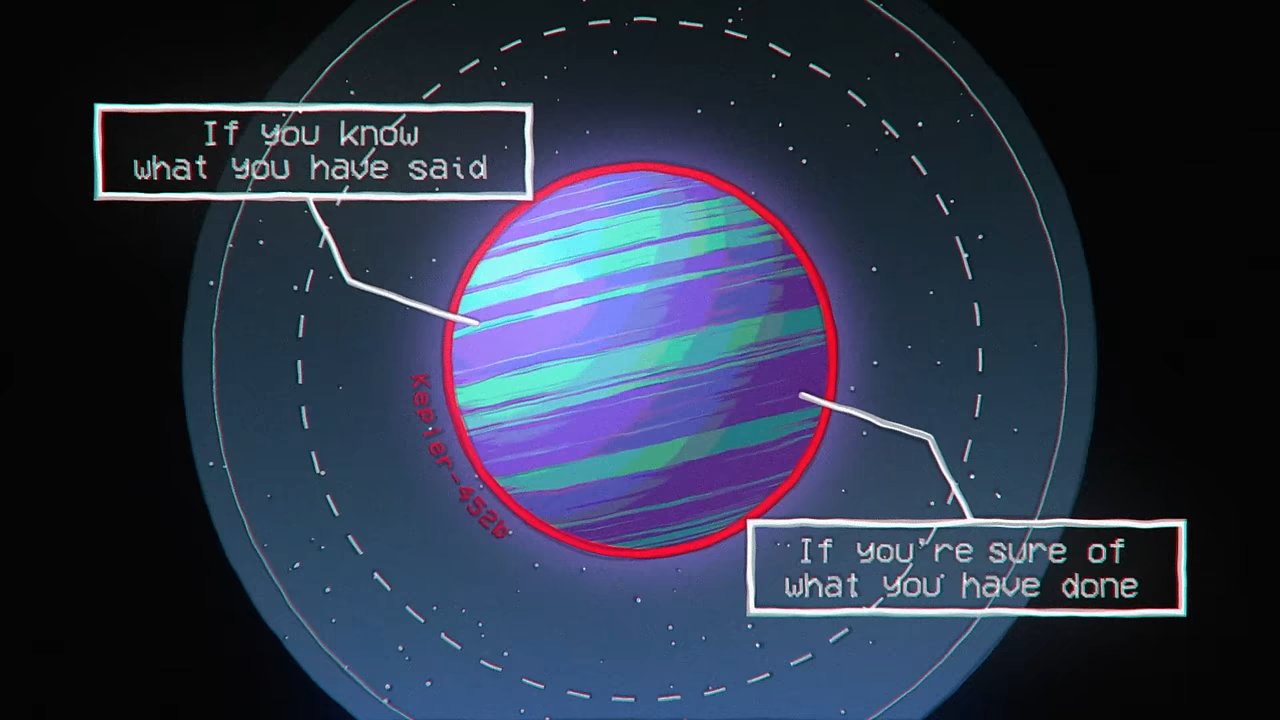 If you know
what you have said
Kepler-452b
If you're sure of
what you have done